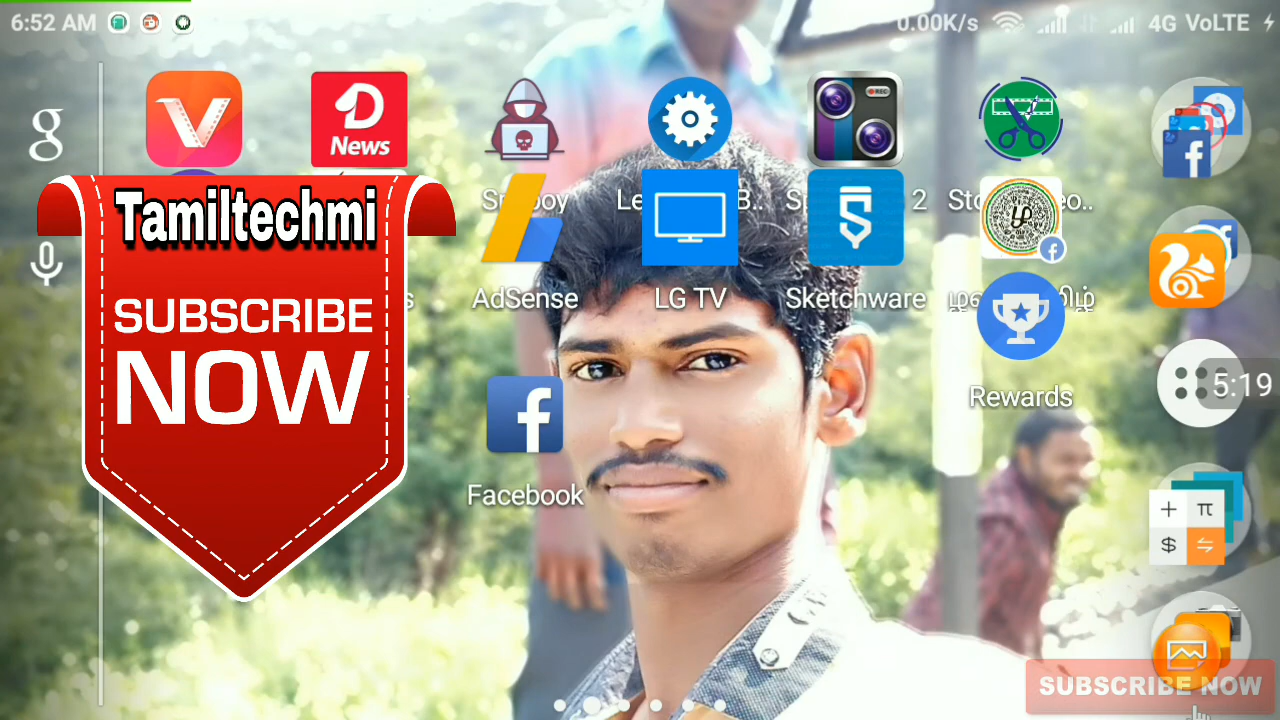 6:52 AM
0.00K/s
4G VoLTE
g
D
News
Tamiltechmi
SUBSCRIBE
NOW
AdSense
LG TV
Sketchware
Rewards
Facebook
5:19
+ π
$
SUBSCRIBE NOW